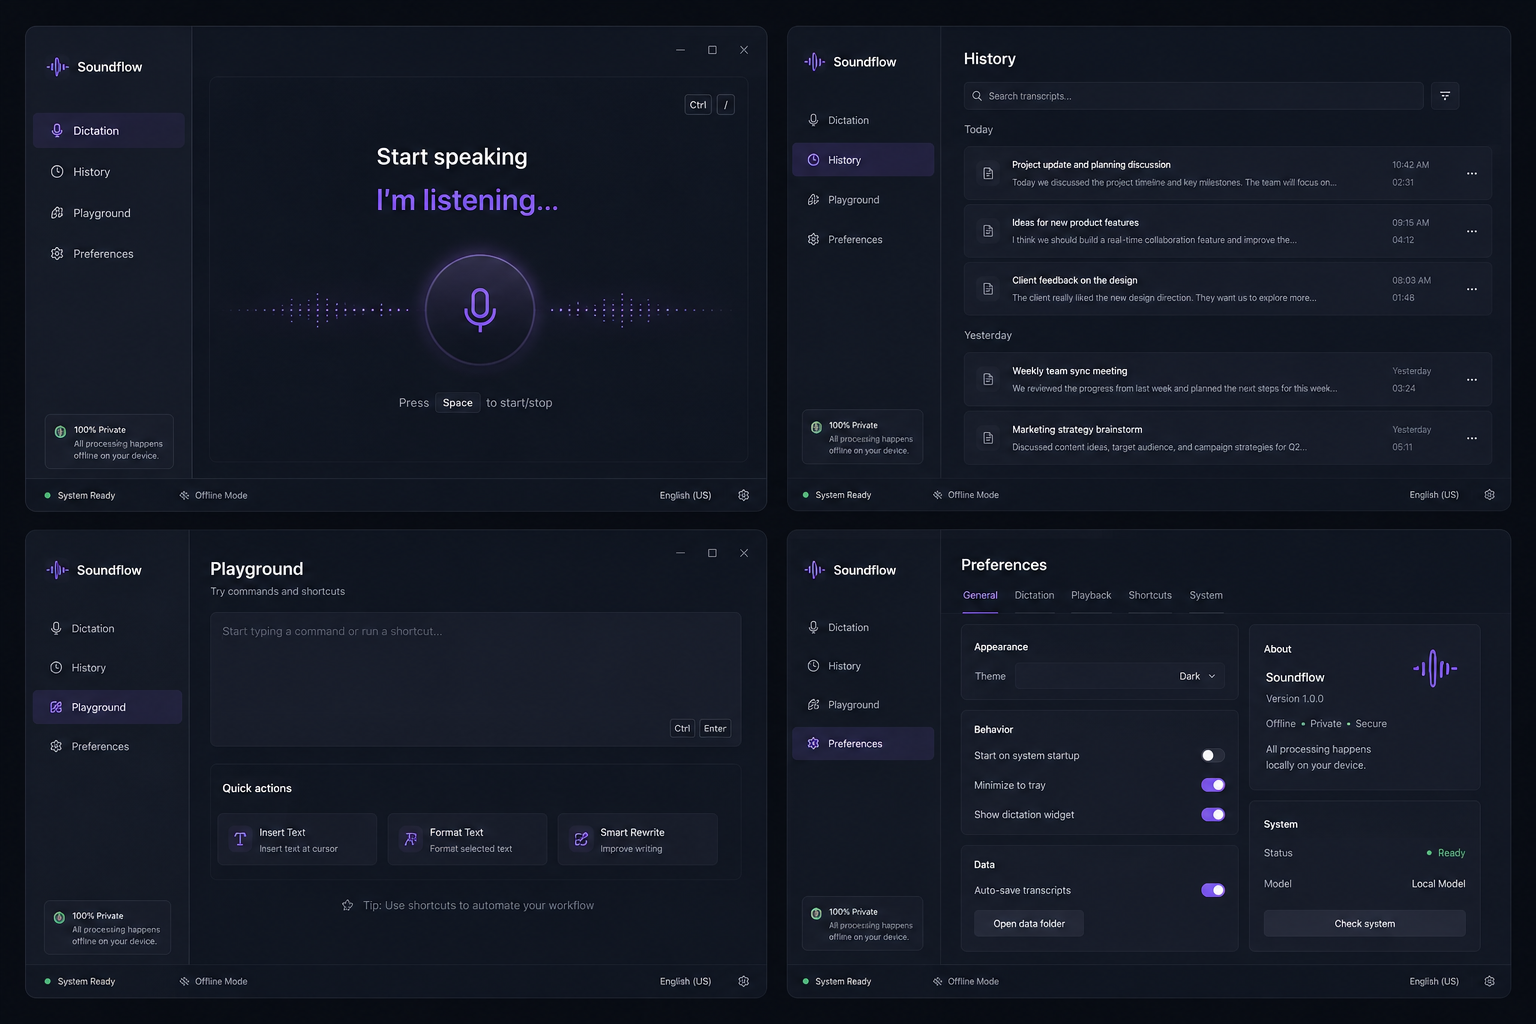 Soundflow
Dictation
History
Playground
Preferences
100% Private
All processing happens
offline on your device.
Ctrl /
Start speaking
I'm listening...
Press Space to start/stop
System Ready
Offline Mode
English (US)
Soundflow
Dictation
History
Playground
Preferences
100% Private
All processing happens
offline on your device.
History
Search transcripts...
Today
Project update and planning discussion
10:42 AM
Today we discussed the project timeline and key milestones. The team will focus on...
02:31
Ideas for new product features
09:15 AM
I think we should build a real-time collaboration feature and improve the...
04:12
Client feedback on the design
08:03 AM
The client really liked the new design direction. They want us to explore more...
01:48
Yesterday
Weekly team sync meeting
Yesterday
We reviewed the progress from last week and planned the next steps for this week...
03:24
Marketing strategy brainstorm
Yesterday
Discussed content ideas, target audience, and campaign strategies for Q2...
05:11
System Ready
Offline Mode
English (US)
Soundflow
Dictation
History
Playground
Preferences
100% Private
All processing happens
offline on your device.
Playground
Try commands and shortcuts
Start typing a command or run a shortcut...
Ctrl Enter
Quick actions
Insert Text
Insert text at cursor
Format Text
Format selected text
Smart Rewrite
Improve writing
Tip: Use shortcuts to automate your workflow
System Ready
Offline Mode
English (US)
Soundflow
Dictation
History
Playground
Preferences
100% Private
All processing happens
offline on your device.
Preferences
General Dictation Playback Shortcuts System
Appearance
Theme Dark
Behavior
Start on system startup
Minimize to tray
Show dictation widget
Data
Auto-save transcripts
Open data folder
About
Soundflow
Version 1.0.0
Offline • Private • Secure
All processing happens
locally on your device.
System
Status Ready
Model Local Model
Check system
System Ready
Offline Mode
English (US)